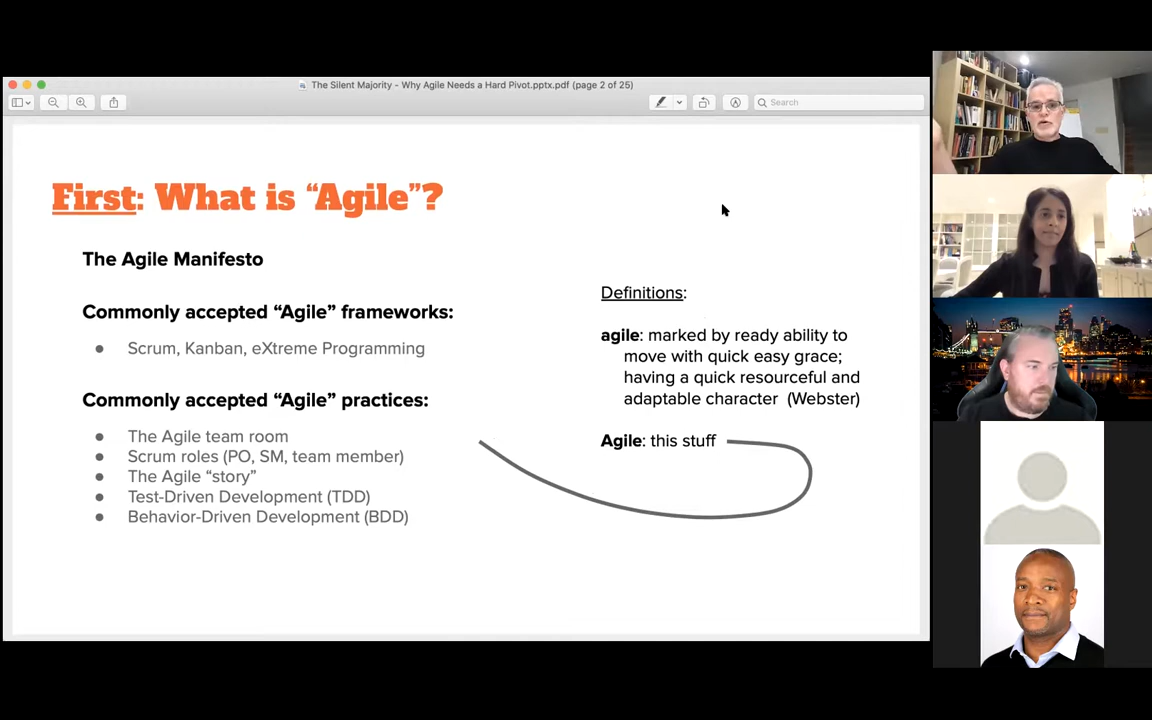 The Silent Majority - Why Agile Needs a Hard Pivot.pptx.pdf (page 2 of 25)
Search
First: What is “Agile”?
The Agile Manifesto
Commonly accepted “Agile” frameworks:
● Scrum, Kanban, eXtreme Programming
Commonly accepted “Agile” practices:
● The Agile team room
● Scrum roles (PO, SM, team member)
● The Agile “story”
● Test-Driven Development (TDD)
● Behavior-Driven Development (BDD)
Definitions:
agile: marked by ready ability to
move with quick easy grace;
having a quick resourceful and
adaptable character (Webster)
Agile: this stuff